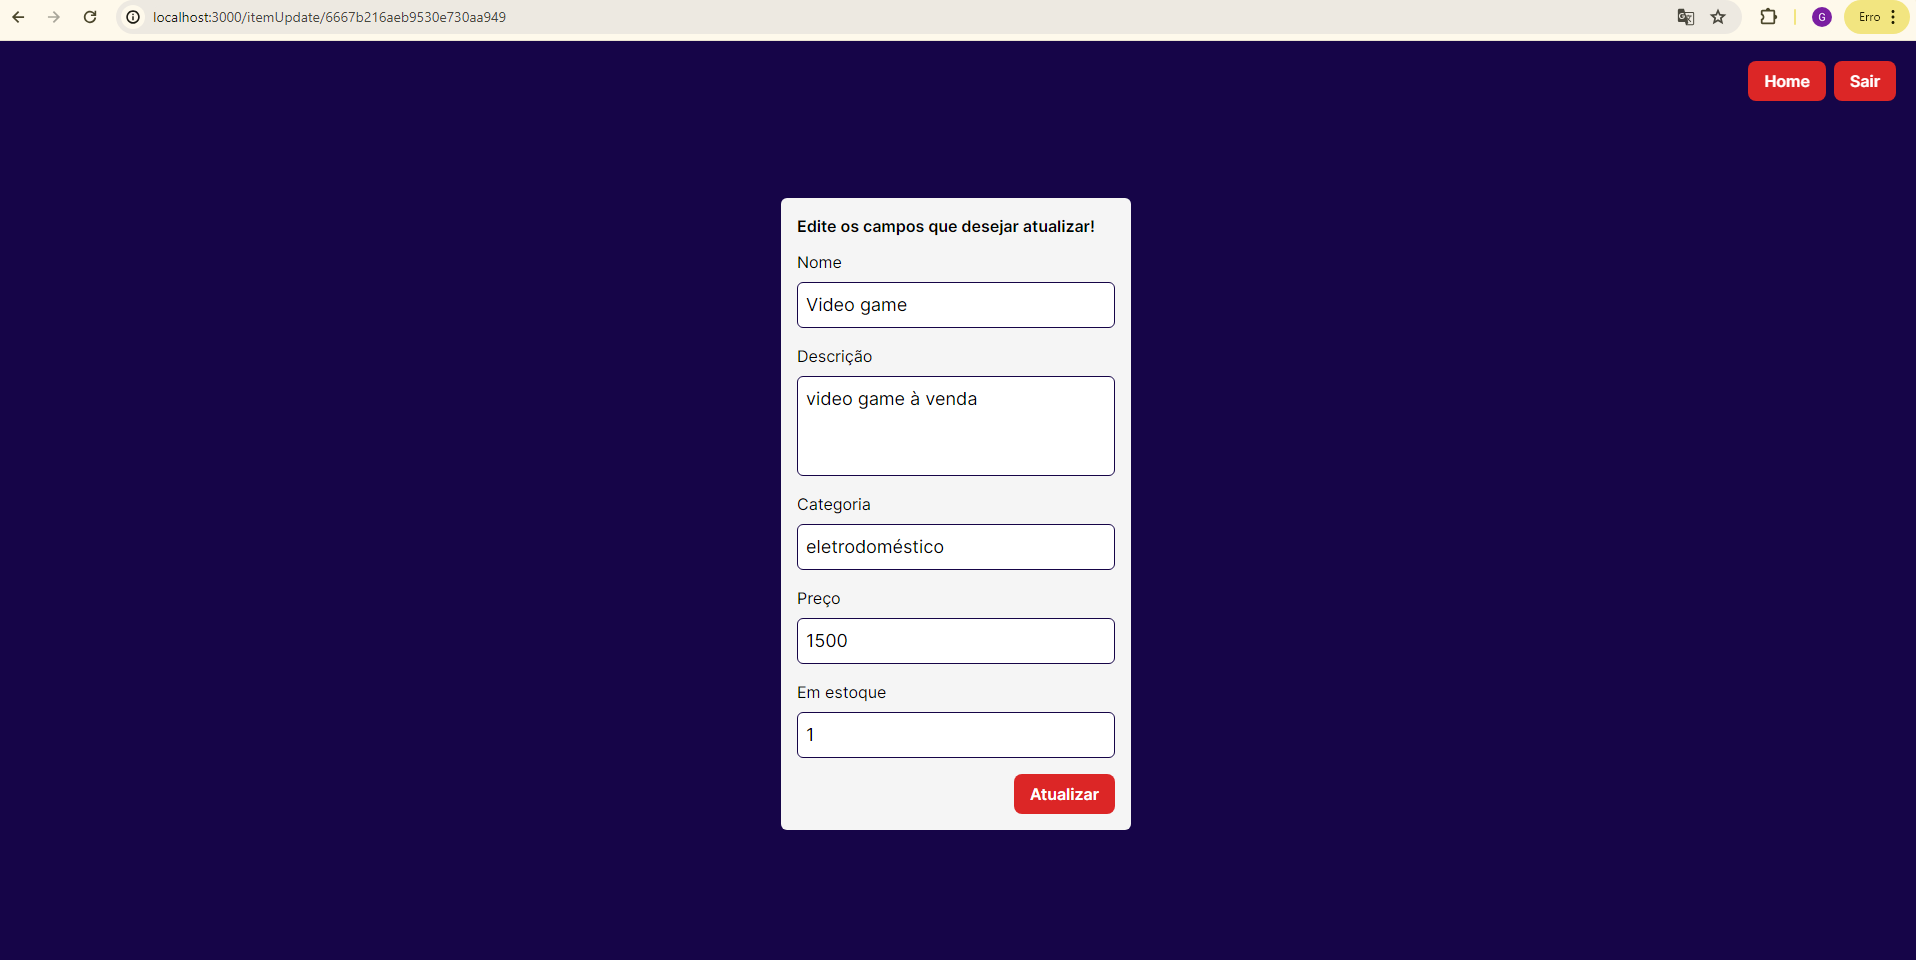 localhost:3000/itemUpdate/6667b216aeb9530e730aa949
G
Erro
Home
Sair
Edite os campos que desejar atualizar!
Nome
Video game
Descrição
video game à venda
Categoria
eletrodoméstico
Preço
1500
Em estoque
1
Atualizar